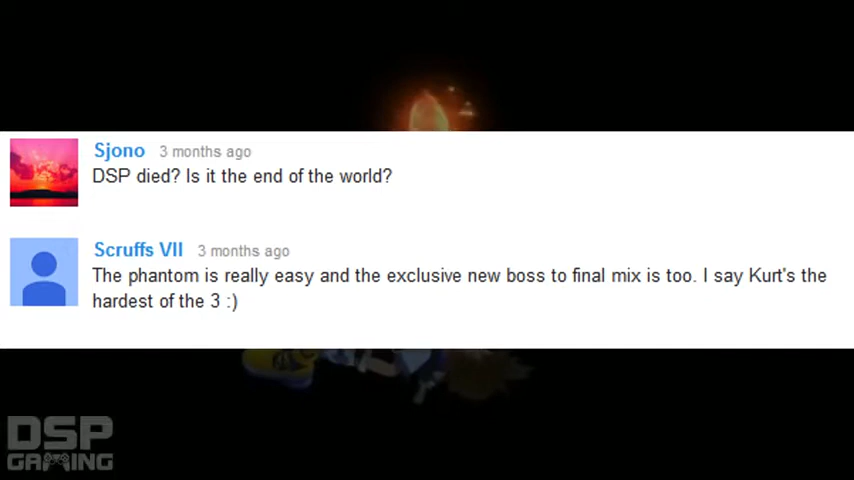 Sjono 3 months ago
DSP died? Is it the end of the world?
Scruffs VII 3 months ago
The phantom is really easy and the exclusive new boss to final mix is too. I say Kurt's the
hardest of the 3 :)
DSP
GAMING